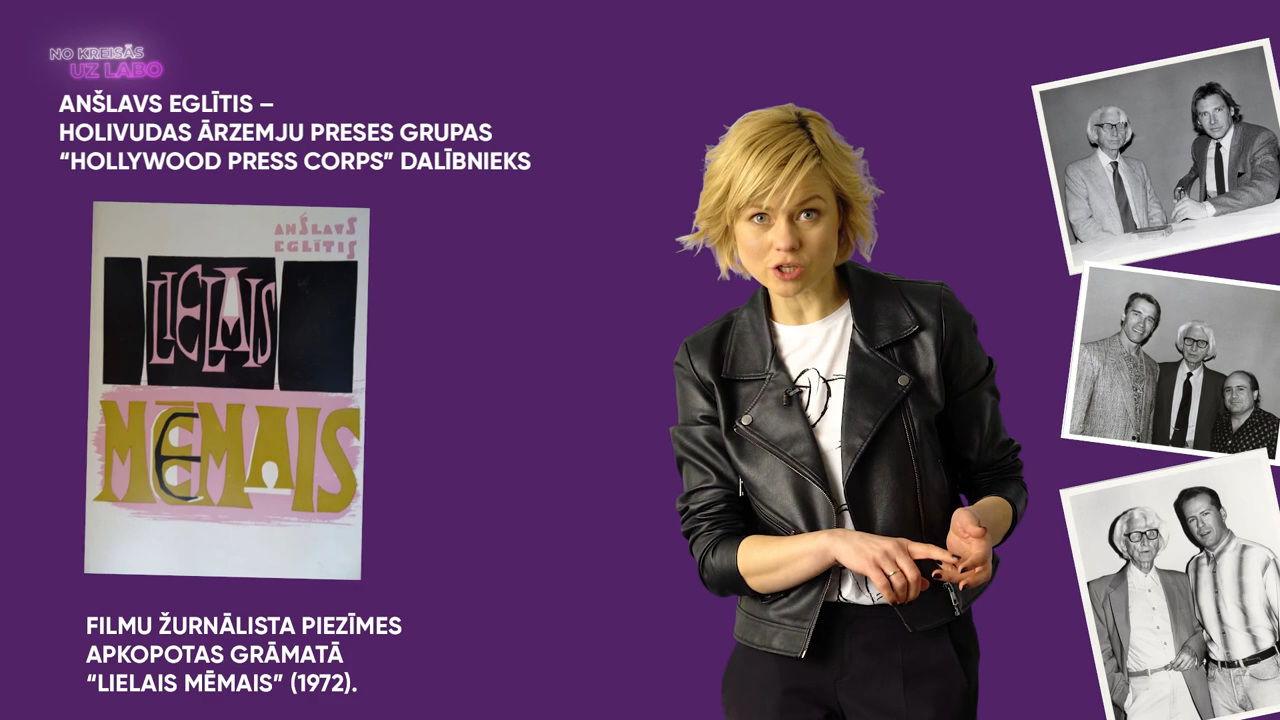 NO KREISĀS
UZ LABO
ANŠLAVS EGLĪTIS –
HOLIVUDAS ĀRZEMJU PRESES GRUPAS
“HOLLYWOOD PRESS CORPS” DALĪBNIEKS
ANŠLAVS
EGLĪTIS
LIELAIS
MĒMAIS
FILMU ŽURNĀLISTA PIEZĪMES
APKOPOTAS GRĀMATĀ
“LIELAIS MĒMAIS” (1972).